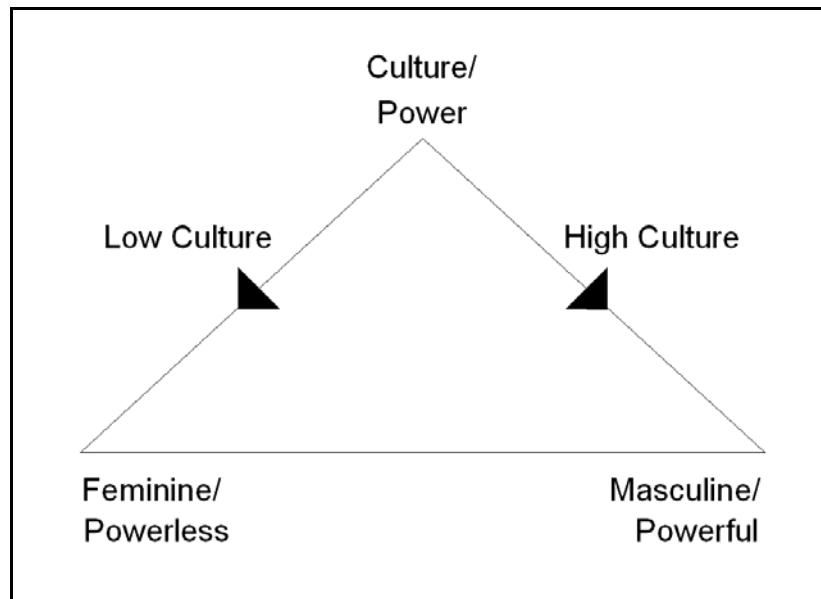 Culture/
Power
Low Culture
High Culture
Feminine/
Powerless
Masculine/
Powerful